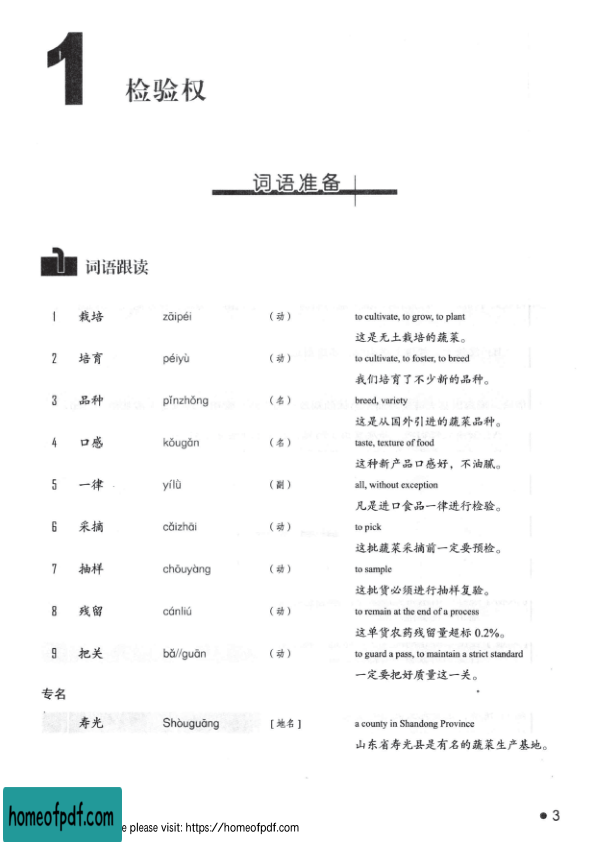 1
检验权
词语准备
1 词语跟读
1 栽培 zāipéi （动） to cultivate, to grow, to plant
这是无土栽培的蔬菜。
2 培育 péiyù （动） to cultivate, to foster, to breed
我们培育了不少新的品种。
3 品种 pǐnzhǒng （名） breed, variety
这是从国外引进的蔬菜品种。
4 口感 kǒugǎn （名） taste, texture of food
这种新产品口感好，不油腻。
5 一律 yílǜ （副） all, without exception
凡是进口食品一律进行检验。
6 采摘 cǎizhāi （动） to pick
这批蔬菜采摘前一定要预检。
7 抽样 chōuyàng （动） to sample
这批货必须进行抽样复验。
8 残留 cánliú （动） to remain at the end of a process
这单货农药残留量超标 0.2%。
9 把关 bǎ//guān （动） to guard a pass, to maintain a strict standard
一定要把好质量这一关。
专名
寿光 Shòuguāng ［地名］ a county in Shandong Province
山东省寿光县是有名的蔬菜生产基地。
3
homeofpdf.com
e please visit: https://homeofpdf.com